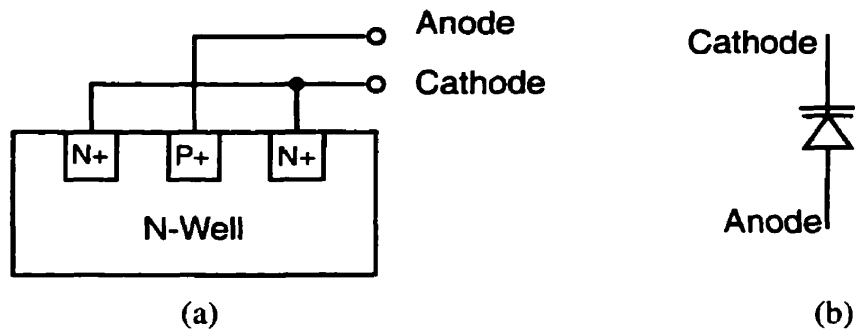 Anode
Cathode
N+ P+ N+
N-Well
(a)
Cathode
Anode
(b)